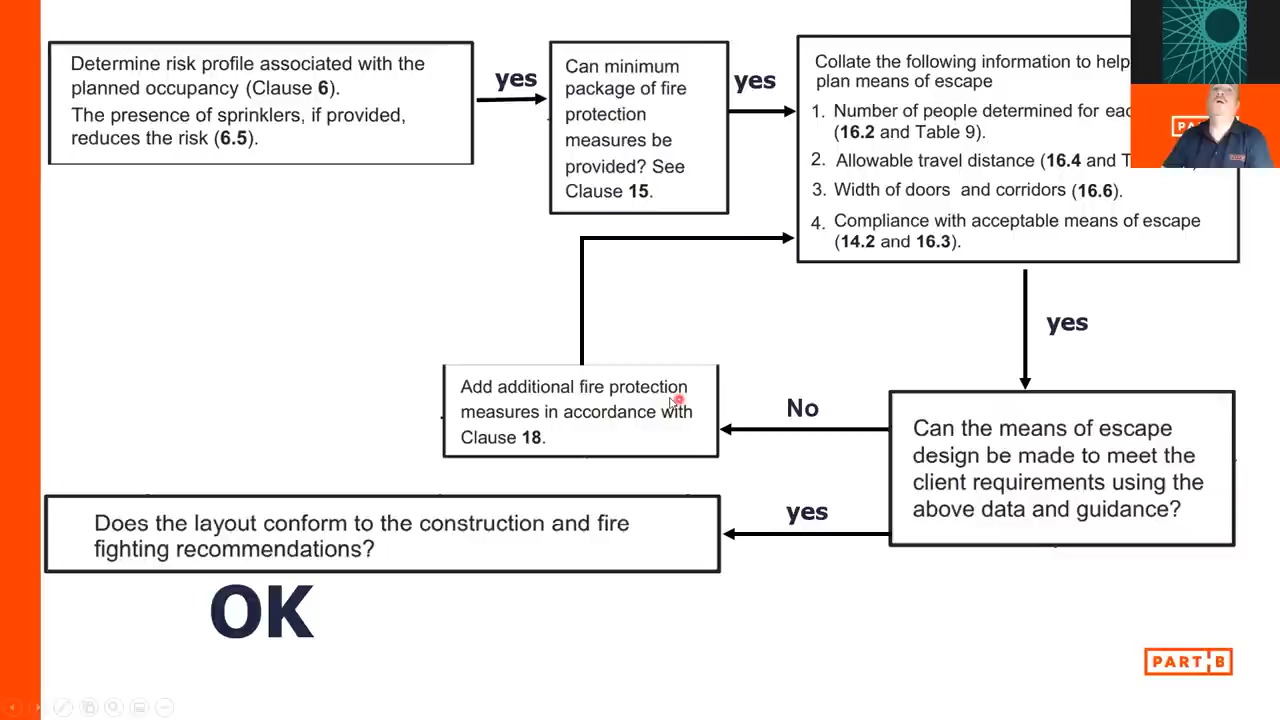 Determine risk profile associated with the
planned occupancy (Clause 6).
The presence of sprinklers, if provided,
reduces the risk (6.5).
yes
Can minimum
package of fire
protection
measures be
provided? See
Clause 15.
yes
Collate the following information to help
plan means of escape
1. Number of people determined for eac
(16.2 and Table 9).
2. Allowable travel distance (16.4 and T
3. Width of doors and corridors (16.6).
4. Compliance with acceptable means of escape
(14.2 and 16.3).
yes
Add additional fire protection
measures in accordance with
Clause 18.
No
Can the means of escape
design be made to meet the
client requirements using the
above data and guidance?
yes
Does the layout conform to the construction and fire
fighting recommendations?
OK
PART B